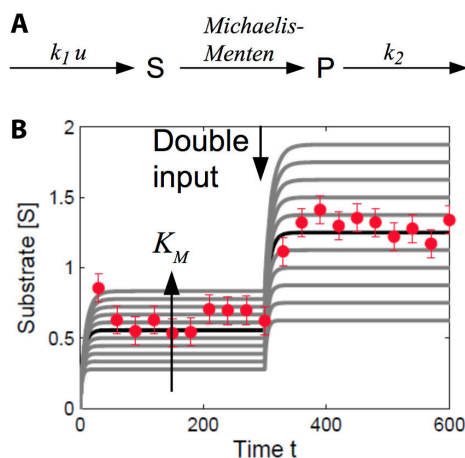 A
k₁ u
S
Michaelis-
Menten
P
k₂
B
Substrate [S]
2
1.5
1
0.5
0
Double
input
K_M
0 200 400 600
Time t